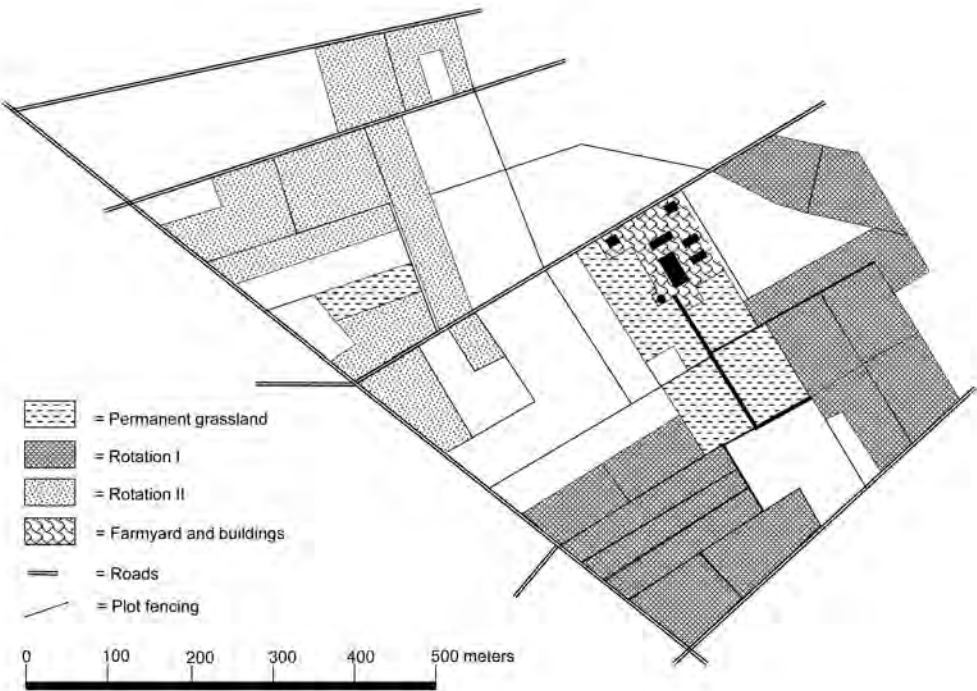 = Permanent grassland
= Rotation I
= Rotation II
= Farmyard and buildings
= Roads
= Plot fencing
0 100 200 300 400 500 meters